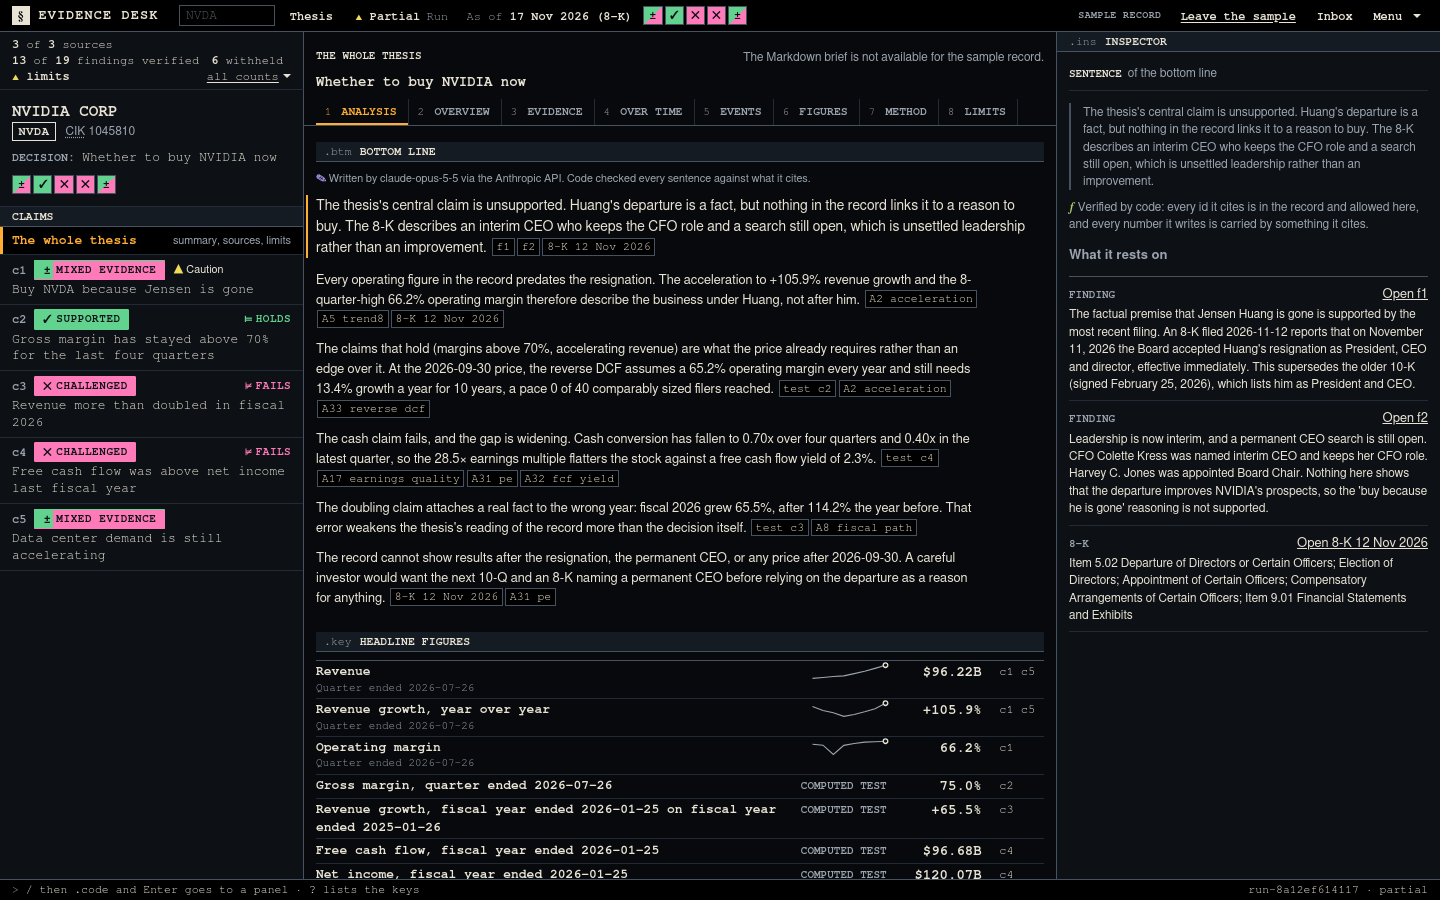 § EVIDENCE DESK NVDA Thesis ▲ Partial Run As of 17 Nov 2026 (8-K) ± ✓ ✕ ✕ ± SAMPLE RECORD Leave the sample Inbox Menu
3 of 3 sources
13 of 19 findings verified 6 withheld
▲ limits all counts
NVIDIA CORP
NVDA CIK 1045810
DECISION: Whether to buy NVIDIA now
± ✓ ✕ ✕ ±
CLAIMS
The whole thesis summary, sources, limits
c1 ± MIXED EVIDENCE ▲ Caution
Buy NVDA because Jensen is gone
c2 ✓ SUPPORTED ⊨ HOLDS
Gross margin has stayed above 70%
for the last four quarters
c3 ✕ CHALLENGED ⊭ FAILS
Revenue more than doubled in fiscal
2026
c4 ✕ CHALLENGED ⊭ FAILS
Free cash flow was above net income
last fiscal year
c5 ± MIXED EVIDENCE
Data center demand is still
accelerating
THE WHOLE THESIS The Markdown brief is not available for the sample record.
Whether to buy NVIDIA now
1 ANALYSIS 2 OVERVIEW 3 EVIDENCE 4 OVER TIME 5 EVENTS 6 FIGURES 7 METHOD 8 LIMITS
.btm BOTTOM LINE
✎ Written by claude-opus-5-5 via the Anthropic API. Code checked every sentence against what it cites.
The thesis's central claim is unsupported. Huang's departure is a fact, but nothing in the record links it to a reason to
buy. The 8-K describes an interim CEO who keeps the CFO role and a search still open, which is unsettled leadership
rather than an improvement. f1 f2 8-K 12 Nov 2026
Every operating figure in the record predates the resignation. The acceleration to +105.9% revenue growth and the 8-
quarter-high 66.2% operating margin therefore describe the business under Huang, not after him. A2 acceleration
A5 trend8 8-K 12 Nov 2026
The claims that hold (margins above 70%, accelerating revenue) are what the price already requires rather than an
edge over it. At the 2026-09-30 price, the reverse DCF assumes a 65.2% operating margin every year and still needs
13.4% growth a year for 10 years, a pace 0 of 40 comparably sized filers reached. test c2 A2 acceleration
A33 reverse dcf
The cash claim fails, and the gap is widening. Cash conversion has fallen to 0.70x over four quarters and 0.40x in the
latest quarter, so the 28.5× earnings multiple flatters the stock against a free cash flow yield of 2.3%. test c4
A17 earnings quality A31 pe A32 fcf yield
The doubling claim attaches a real fact to the wrong year: fiscal 2026 grew 65.5%, after 114.2% the year before. That
error weakens the thesis's reading of the record more than the decision itself. test c3 A8 fiscal path
The record cannot show results after the resignation, the permanent CEO, or any price after 2026-09-30. A careful
investor would want the next 10-Q and an 8-K naming a permanent CEO before relying on the departure as a reason
for anything. 8-K 12 Nov 2026 A31 pe
.key HEADLINE FIGURES
Revenue $96.22B c1 c5
Quarter ended 2026-07-26
Revenue growth, year over year +105.9% c1 c5
Quarter ended 2026-07-26
Operating margin 66.2% c1
Quarter ended 2026-07-26
Gross margin, quarter ended 2026-07-26 COMPUTED TEST 75.0% c2
Revenue growth, fiscal year ended 2026-01-25 on fiscal year COMPUTED TEST +65.5% c3
ended 2025-01-26
Free cash flow, fiscal year ended 2026-01-25 COMPUTED TEST $96.68B c4
Net income, fiscal year ended 2026-01-25 COMPUTED TEST $120.07B c4
.ins INSPECTOR
SENTENCE of the bottom line
The thesis's central claim is unsupported. Huang's departure is a
fact, but nothing in the record links it to a reason to buy. The 8-K
describes an interim CEO who keeps the CFO role and a search
still open, which is unsettled leadership rather than an
improvement.
ƒ Verified by code: every id it cites is in the record and allowed here,
and every number it writes is carried by something it cites.
What it rests on
FINDING Open f1
The factual premise that Jensen Huang is gone is supported by the
most recent filing. An 8-K filed 2026-11-12 reports that on November
11, 2026 the Board accepted Huang's resignation as President, CEO
and director, effective immediately. This supersedes the older 10-K
(signed February 25, 2026), which lists him as President and CEO.
FINDING Open f2
Leadership is now interim, and a permanent CEO search is still open.
CFO Colette Kress was named interim CEO and keeps her CFO role.
Harvey C. Jones was appointed Board Chair. Nothing here shows
that the departure improves NVIDIA's prospects, so the 'buy because
he is gone' reasoning is not supported.
8-K Open 8-K 12 Nov 2026
Item 5.02 Departure of Directors or Certain Officers; Election of
Directors; Appointment of Certain Officers; Compensatory
Arrangements of Certain Officers; Item 9.01 Financial Statements
and Exhibits
> / then .code and Enter goes to a panel · ? lists the keys run-8a12ef614117 · partial